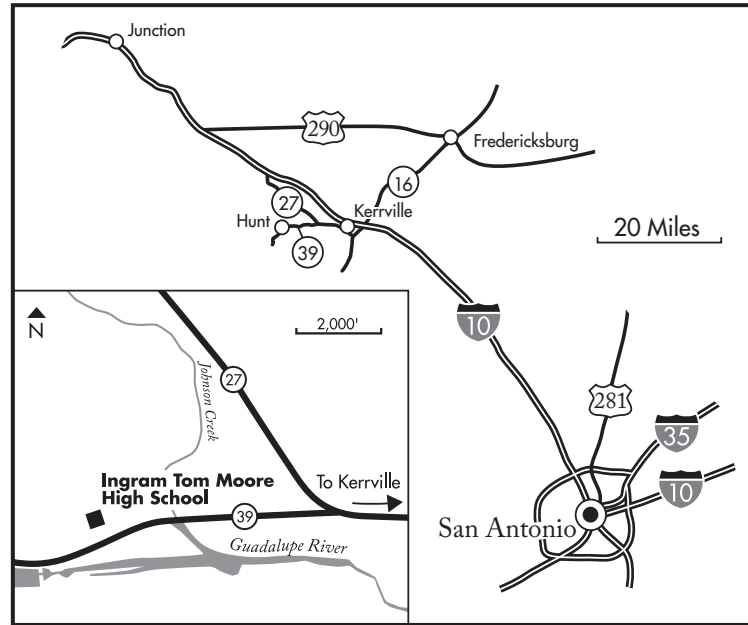 Junction
290
Fredericksburg
16
27
Kerrville
Hunt
39
20 Miles
10
281
35
10
San Antonio
N
2,000'
27
Johnson Creek
Ingram Tom Moore
High School
To Kerrville
39
Guadalupe River